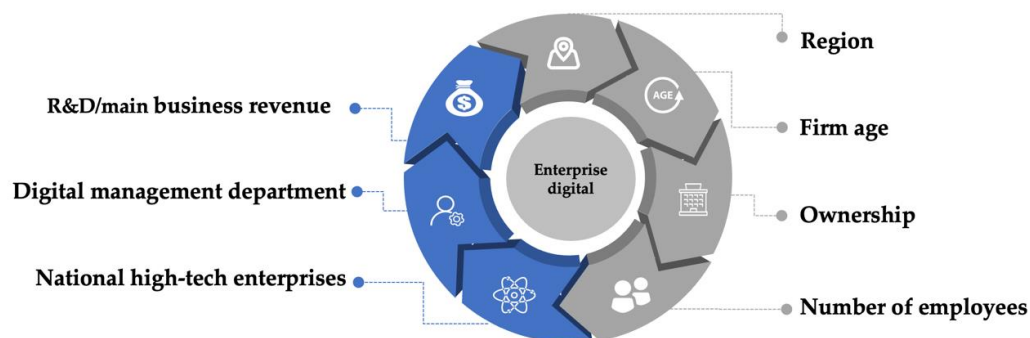 Region
AGE
R&D/main business revenue
Firm age
Enterprise
digital
Digital management department
Ownership
National high-tech enterprises
Number of employees
$